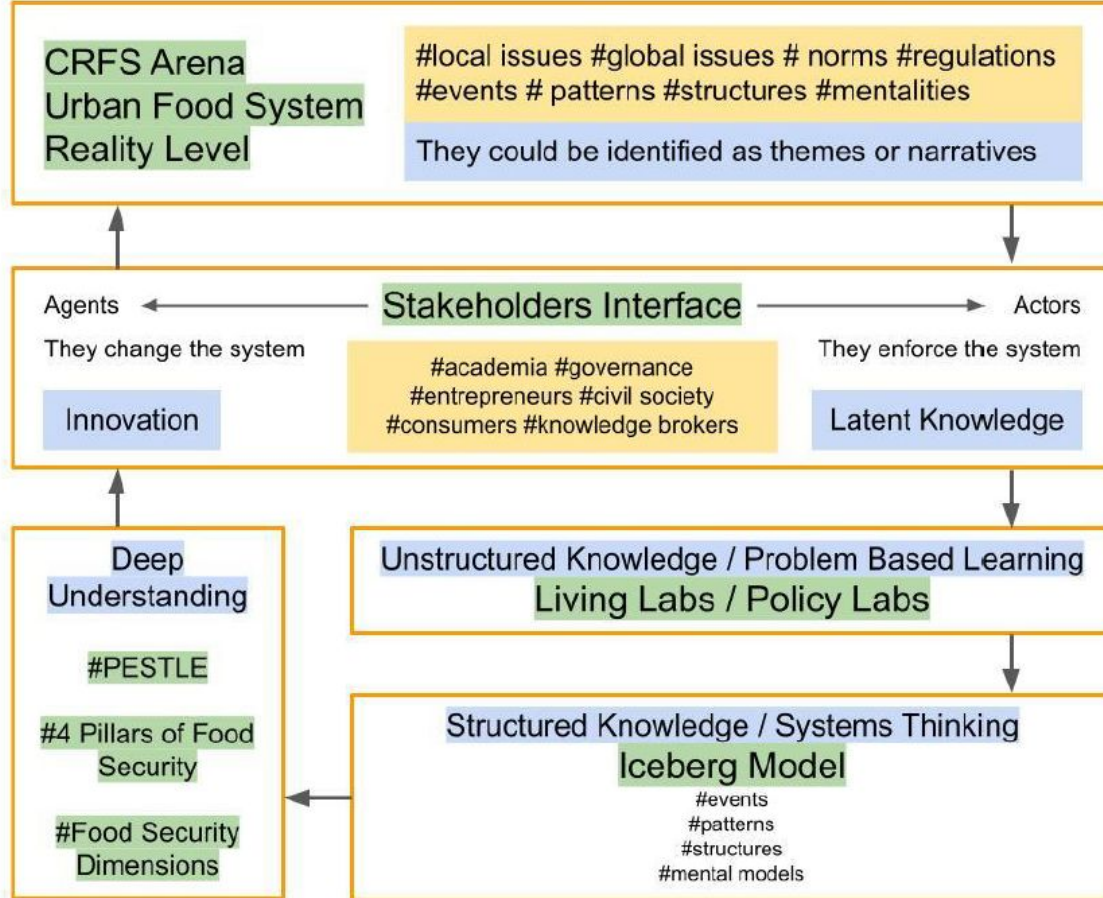 CRFS Arena
Urban Food System
Reality Level
#local issues #global issues # norms #regulations
#events # patterns #structures #mentalities
They could be identified as themes or narratives
Agents
Stakeholders Interface
Actors
They change the system
They enforce the system
#academia #governance
#entrepreneurs #civil society
#consumers #knowledge brokers
Innovation
Latent Knowledge
Deep
Understanding
#PESTLE
#4 Pillars of Food
Security
#Food Security
Dimensions
Unstructured Knowledge / Problem Based Learning
Living Labs / Policy Labs
Structured Knowledge / Systems Thinking
Iceberg Model
#events
#patterns
#structures
#mental models